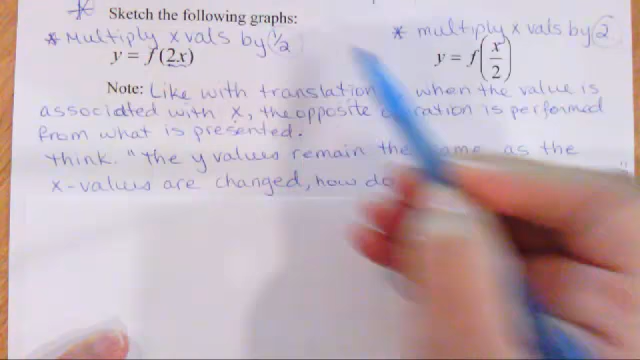 Sketch the following graphs:
* Multiply x vals by 1/2
* multiply x vals by 2
y = f(2x)
y = f(x/2)
Note: Like with translation when the value is
associated with x, the opposite is performed
from what is presented.
Think. "the y values remain the same as the
x-values are changed, how do "